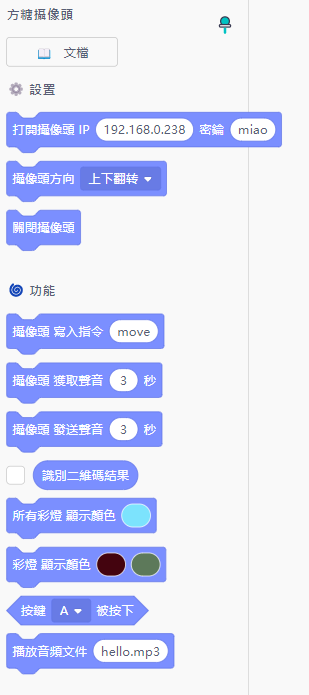 方糖攝像頭
文檔
設置
打開攝像頭 IP 192.168.0.238 密鑰 miao
攝像頭方向 上下翻转
關閉攝像頭
功能
攝像頭 寫入指令 move
攝像頭 獲取聲音 3 秒
攝像頭 發送聲音 3 秒
識別二維碼結果
所有彩燈 顯示顏色
彩燈 顯示顏色
按鍵 A 被按下
播放音頻文件 hello.mp3